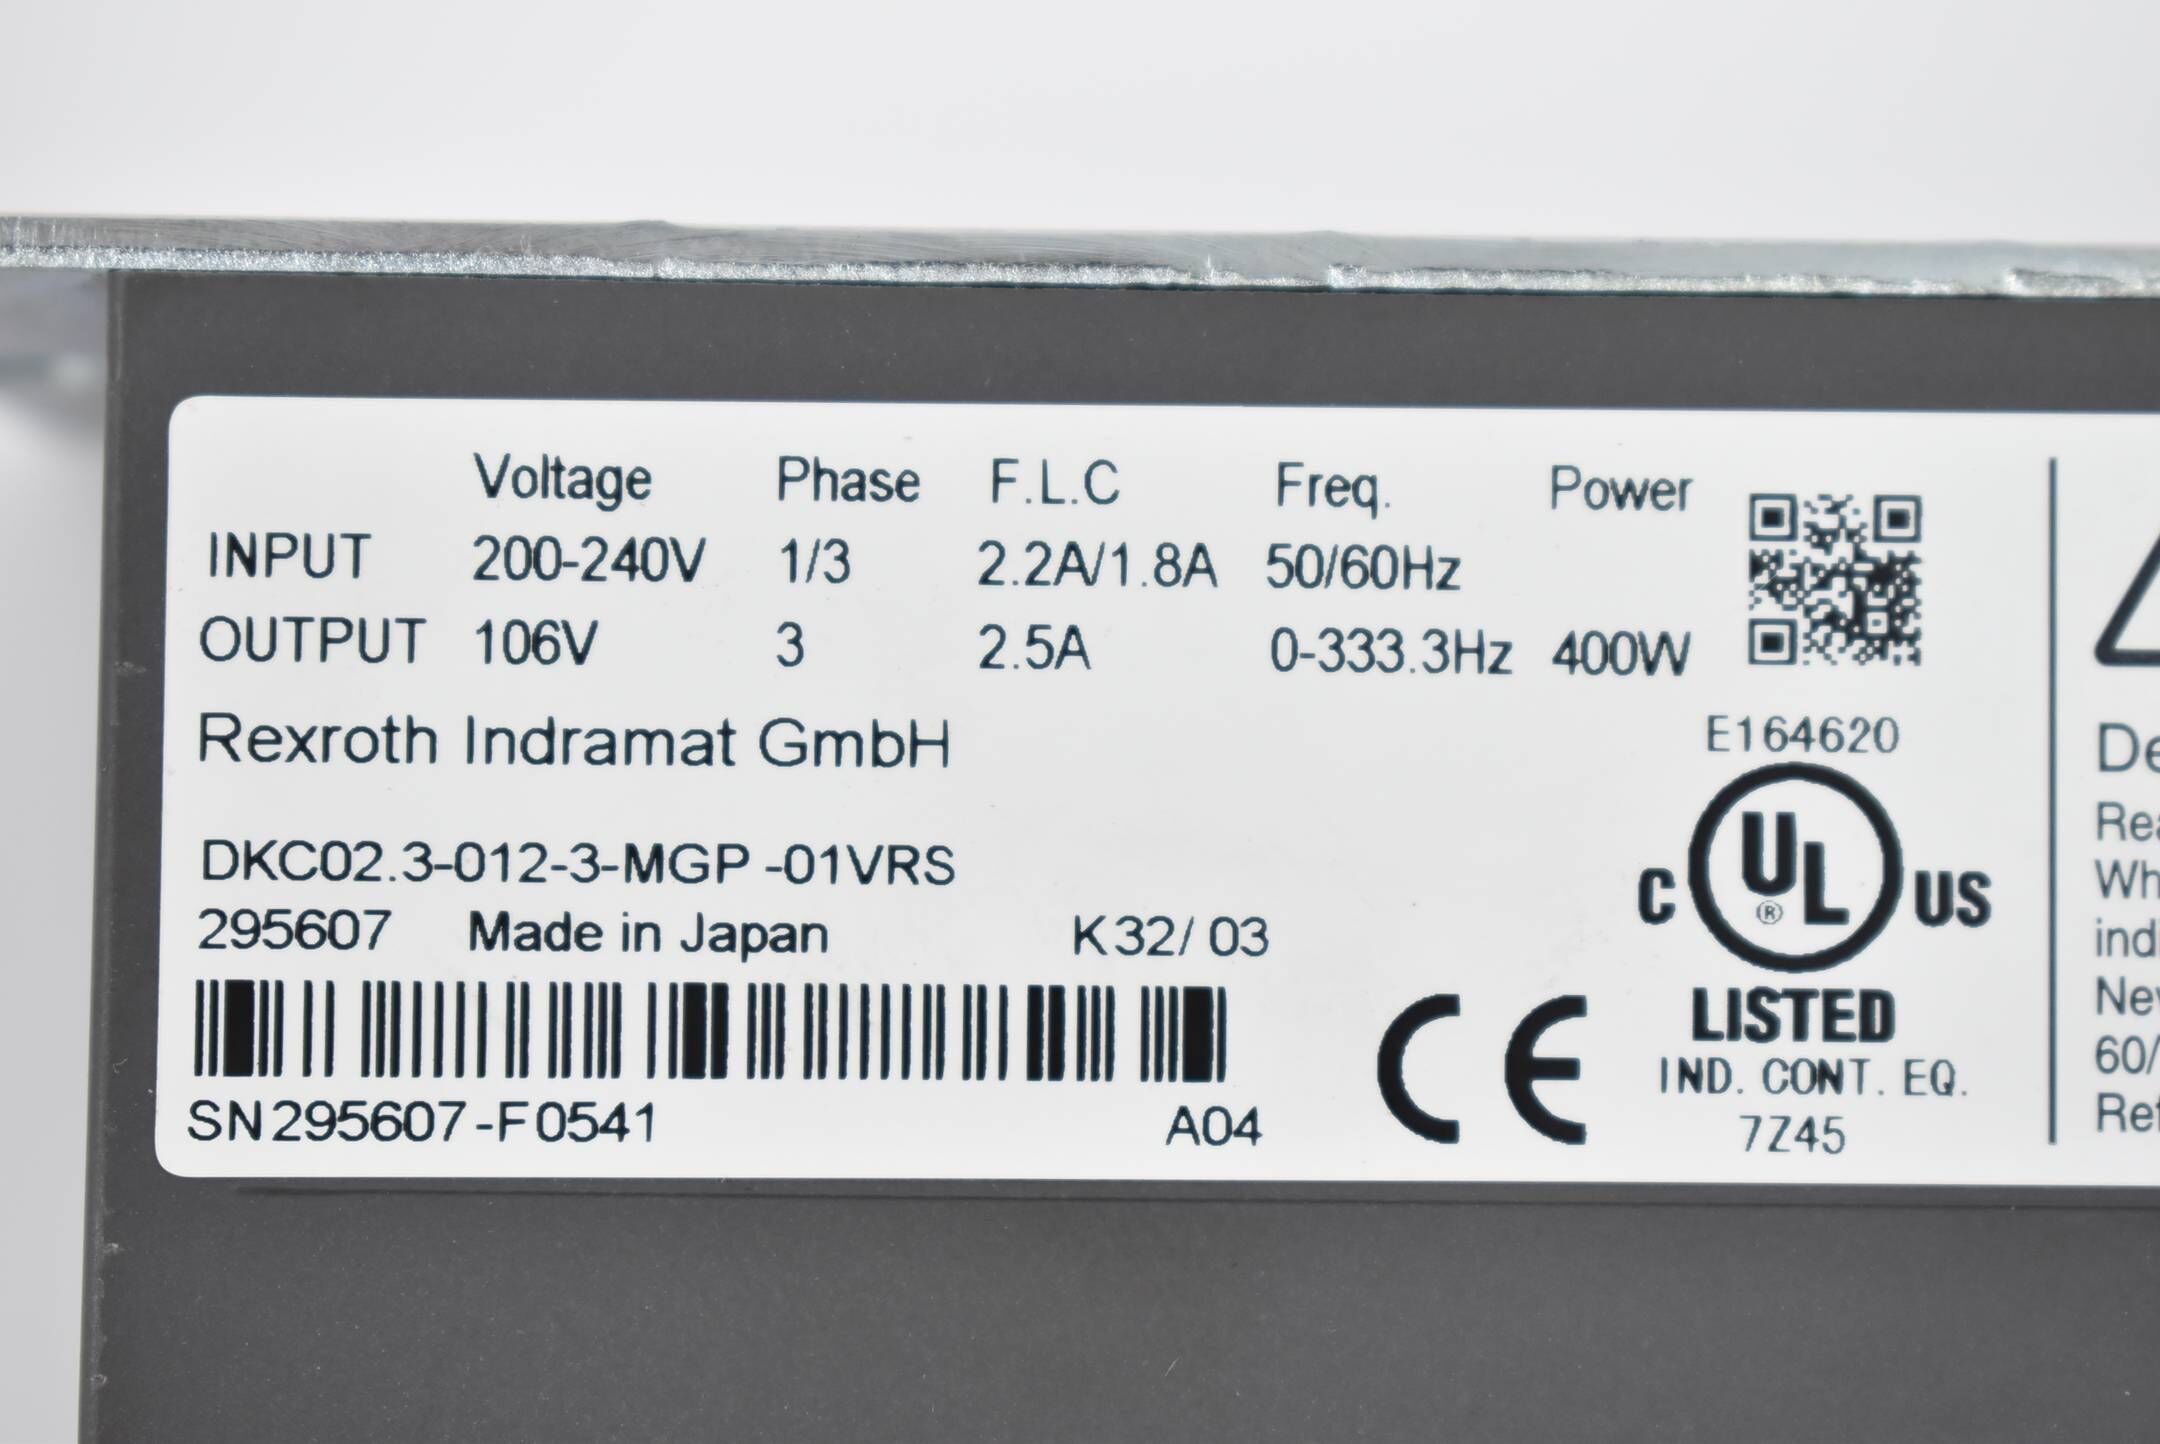 Voltage Phase F.L.C Freq. Power
INPUT 200-240V 1/3 2.2A/1.8A 50/60Hz
OUTPUT 106V 3 2.5A 0-333.3Hz 400W
Rexroth Indramat GmbH
DKC02.3-012-3-MGP -01VRS
295607 Made in Japan K32/ 03
SN295607-F0541 A04
CE
E164620
C UL ® US
LISTED
IND. CONT. EQ.
7Z45
60/